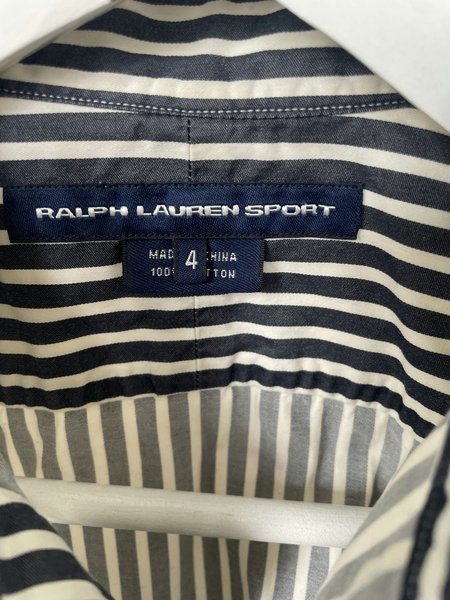 RALPH LAUREN SPORT
4
MAD CHINA
100% TTON